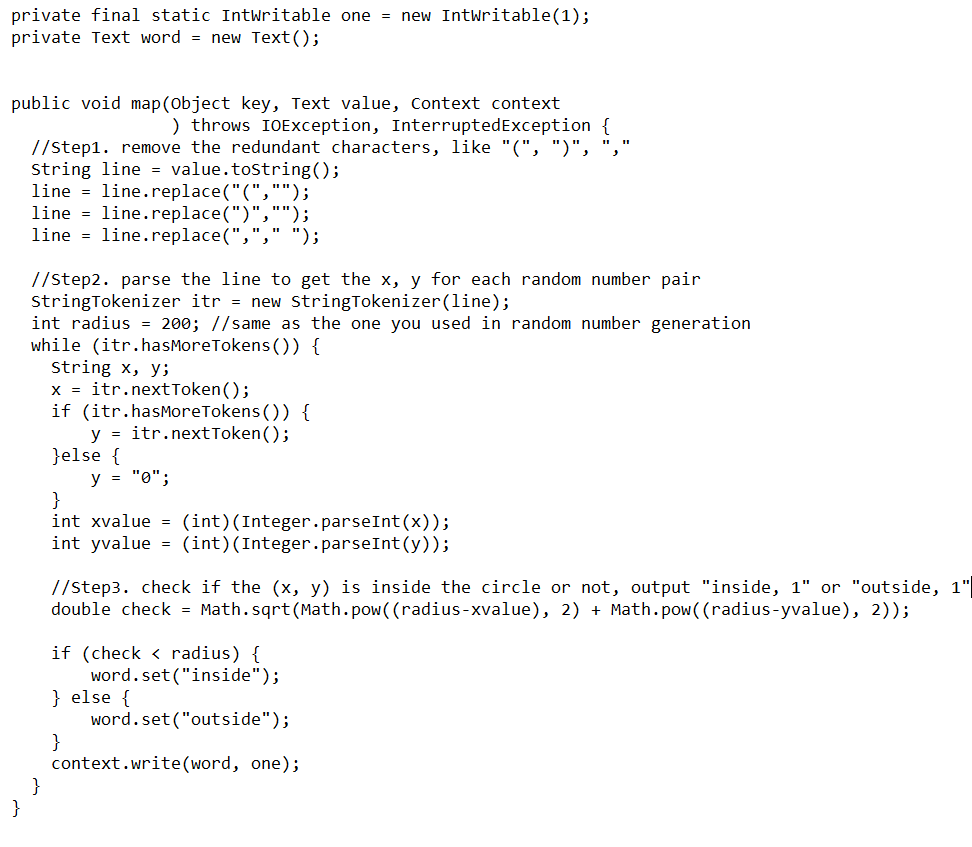 private final static IntWritable one = new IntWritable(1);
private Text word = new Text();
public void map(Object key, Text value, Context context
) throws IOException, InterruptedException {
//Step1. remove the redundant characters, like "(", ")", ","
String line = value.toString();
line = line.replace("(","");
line = line.replace(")","");
line = line.replace(","," ");
//Step2. parse the line to get the x, y for each random number pair
StringTokenizer itr = new StringTokenizer(line);
int radius = 200; //same as the one you used in random number generation
while (itr.hasMoreTokens()) {
String x, y;
x = itr.nextToken();
if (itr.hasMoreTokens()) {
y = itr.nextToken();
}else {
y = "0";
}
int xvalue = (int)(Integer.parseInt(x));
int yvalue = (int)(Integer.parseInt(y));
//Step3. check if the (x, y) is inside the circle or not, output "inside, 1" or "outside, 1"
double check = Math.sqrt(Math.pow((radius-xvalue), 2) + Math.pow((radius-yvalue), 2));
if (check < radius) {
word.set("inside");
} else {
word.set("outside");
}
context.write(word, one);
}
}